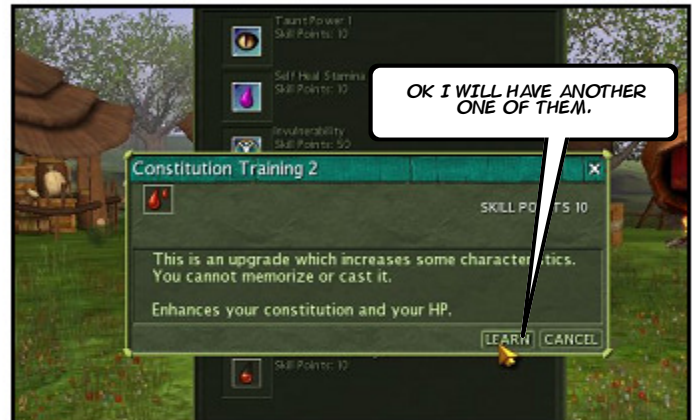 Taunt Power I
Skill Points: 10
Self Heal Stamina
Skill Points: 10
OK I WILL HAVE ANOTHER
ONE OF THEM.
Invulnerability
Skill Points: 50
Constitution Training 2
SKILL POINTS 10
This is an upgrade which increases some characteristics.
You cannot memorize or cast it.
Enhances your constitution and your HP.
LEARN CANCEL
Skill Points: 10